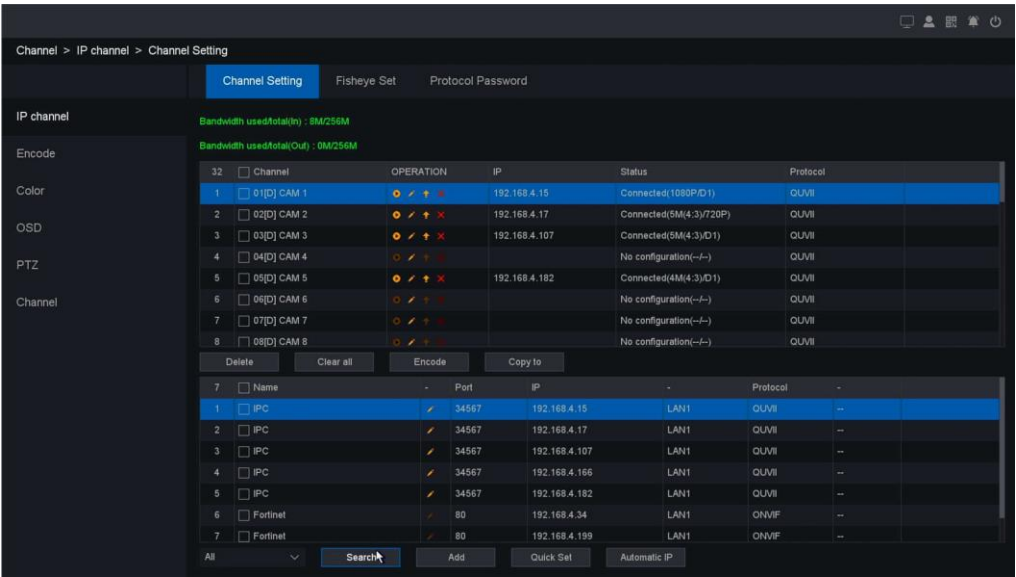 Channel > IP channel > Channel Setting
Channel Setting Fisheye Set Protocol Password
IP channel
Encode
Color
OSD
PTZ
Channel
Bandwidth used/total(In) : 8M/256M
Bandwidth used/total(Out) : 0M/256M
32 Channel OPERATION IP Status Protocol
1 01[D] CAM 1 192.168.4.15 Connected(1080P/D1) QUVII
2 02[D] CAM 2 192.168.4.17 Connected(5M(4:3)/720P) QUVII
3 03[D] CAM 3 192.168.4.107 Connected(5M(4:3)/D1) QUVII
4 04[D] CAM 4 No configuration(--/--) QUVII
5 05[D] CAM 5 192.168.4.182 Connected(4M(4:3)/D1) QUVII
6 06[D] CAM 6 No configuration(--/--) QUVII
7 07[D] CAM 7 No configuration(--/--) QUVII
8 08[D] CAM 8 No configuration(--/--) QUVII
Delete Clear all Encode Copy to
7 Name - Port IP - Protocol -
1 IPC 34567 192.168.4.15 LAN1 QUVII --
2 IPC 34567 192.168.4.17 LAN1 QUVII --
3 IPC 34567 192.168.4.107 LAN1 QUVII --
4 IPC 34567 192.168.4.166 LAN1 QUVII --
5 IPC 34567 192.168.4.182 LAN1 QUVII --
6 Fortinet 80 192.168.4.34 LAN1 ONVIF --
7 Fortinet 80 192.168.4.199 LAN1 ONVIF --
All Search Add Quick Set Automatic IP